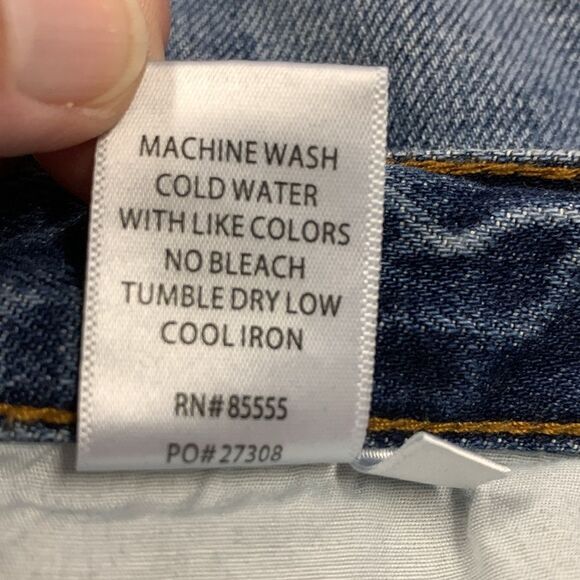 MACHINE WASH
COLD WATER
WITH LIKE COLORS
NO BLEACH
TUMBLE DRY LOW
COOL IRON
RN# 85555
PO# 27308